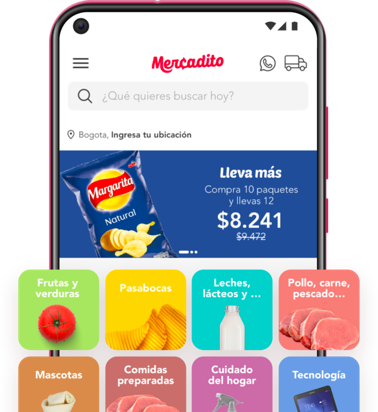 Mercadito
¿Qué quieres buscar hoy?
Bogota, Ingresa tu ubicación
Margarita
Natural
Lleva más
Compra 10 paquetes
y llevas 12
$8.241
$9.472
Frutas y
verduras
Pasabocas
Leches,
lácteos y ...
Pollo, carne,
pescado...
Mascotas
Comidas
preparadas
Cuidado
del hogar
Tecnología